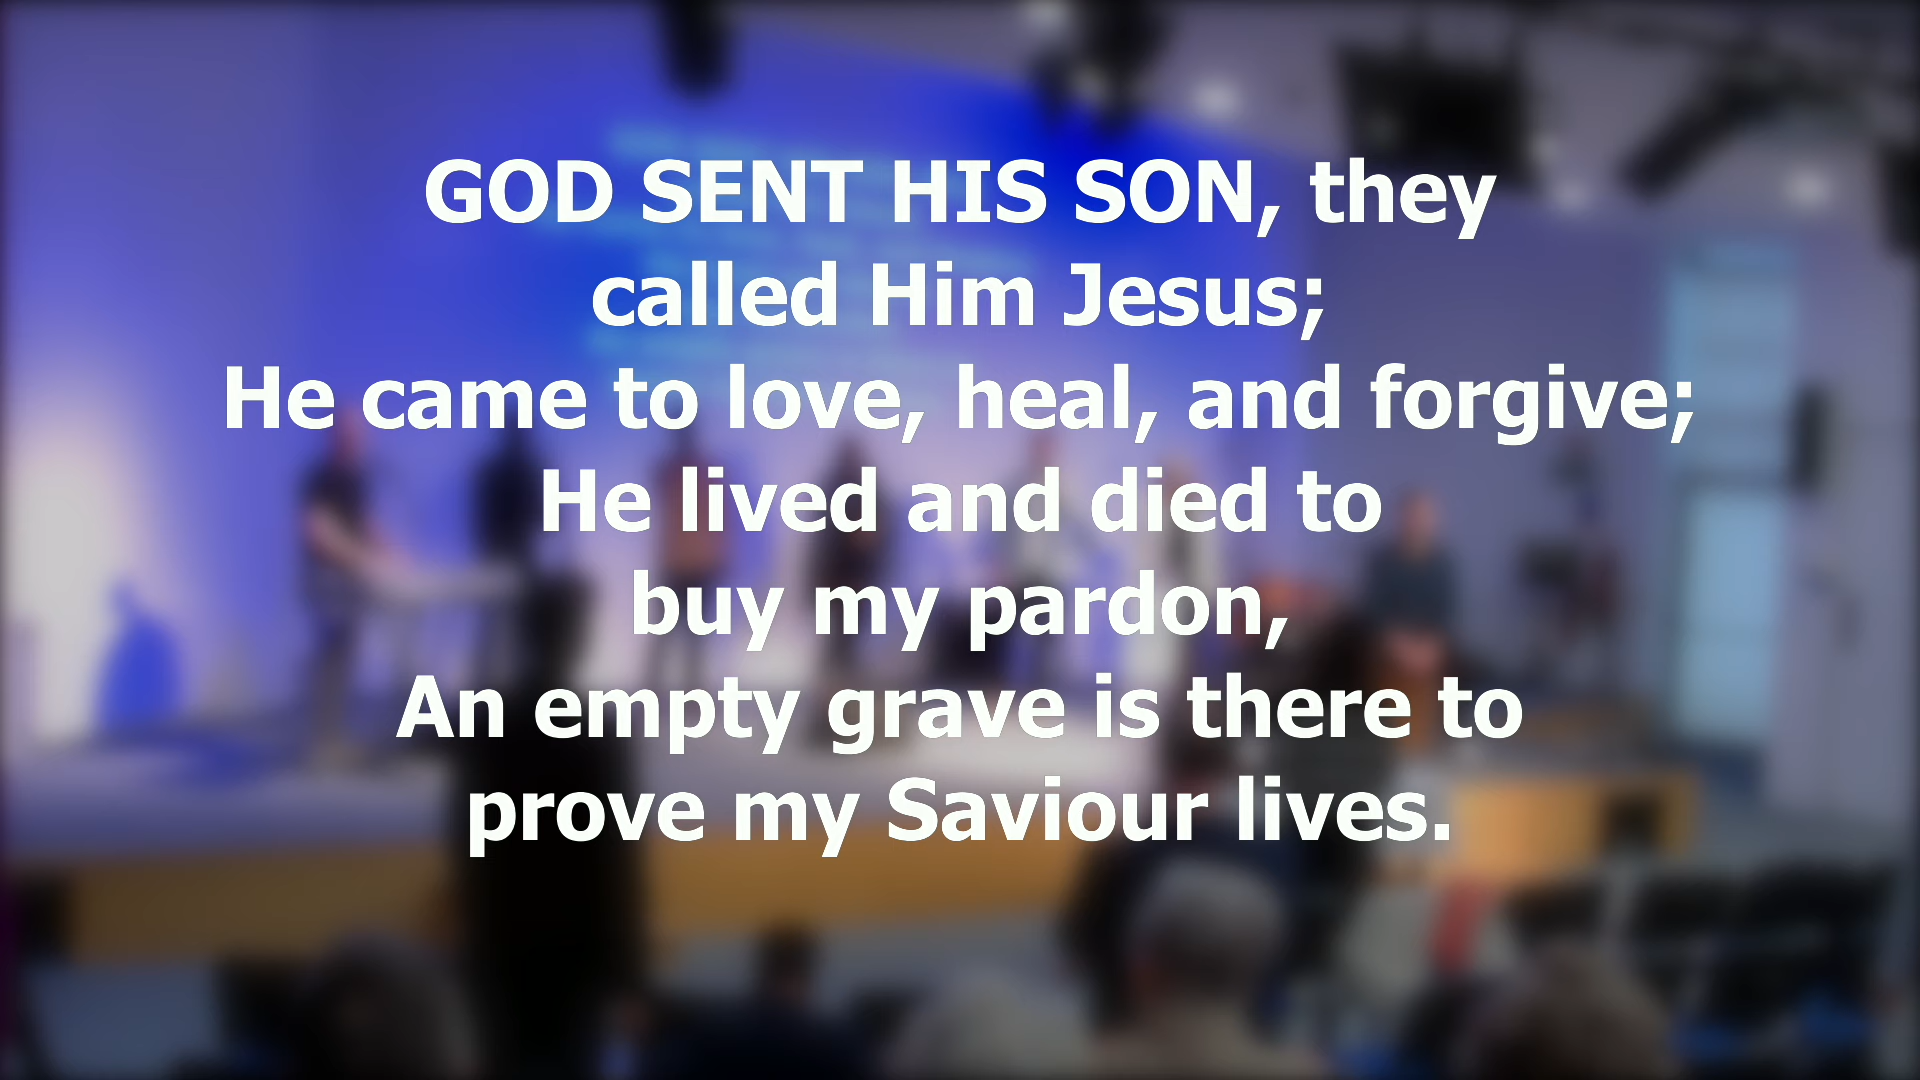 GOD SENT HIS SON, they
called Him Jesus;
He came to love, heal, and forgive;
He lived and died to
buy my pardon,
An empty grave is there to
prove my Saviour lives.